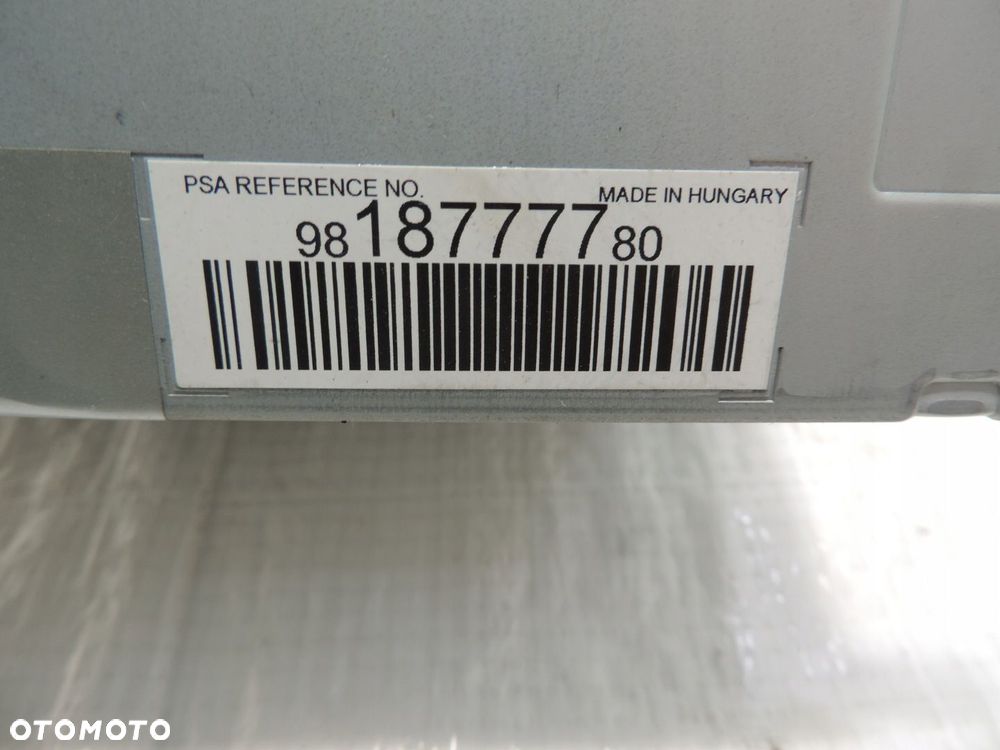 PSA REFERENCE NO. MADE IN HUNGARY
9818777780
OTOMOTO